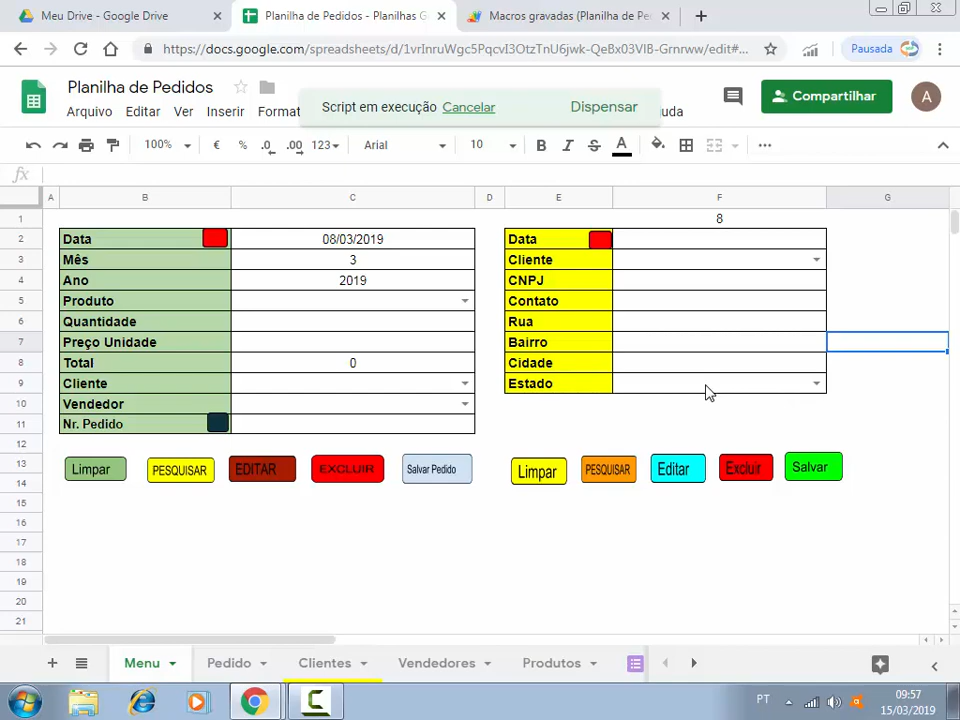 Meu Drive - Google Drive
Planilha de Pedidos - Planilhas G
Macros gravadas (Planilha de Pe
https://docs.google.com/spreadsheets/d/1vrInruWgc5PqcvI3OtzTnU6jwk-QeBx03VlB-Grnrww/edit#...
Pausada
Planilha de Pedidos
Arquivo Editar Ver Inserir Format
uda
Script em execução Cancelar Dispensar
Compartilhar
A
100% € % .0 .00 123 Arial 10 B I S A
fx
A B C D E F G
1 8
2 Data 08/03/2019 Data
3 Mês 3 Cliente
4 Ano 2019 CNPJ
5 Produto Contato
6 Quantidade Rua
7 Preço Unidade Bairro
8 Total 0 Cidade
9 Cliente Estado
10 Vendedor
11 Nr. Pedido
12
13
14
Limpar PESQUISAR EDITAR EXCLUIR Salvar Pedido Limpar PESQUISAR Editar Excluir Salvar
15
16
17
18
19
20
21
Menu Pedido Clientes Vendedores Produtos
PT
09:57
15/03/2019